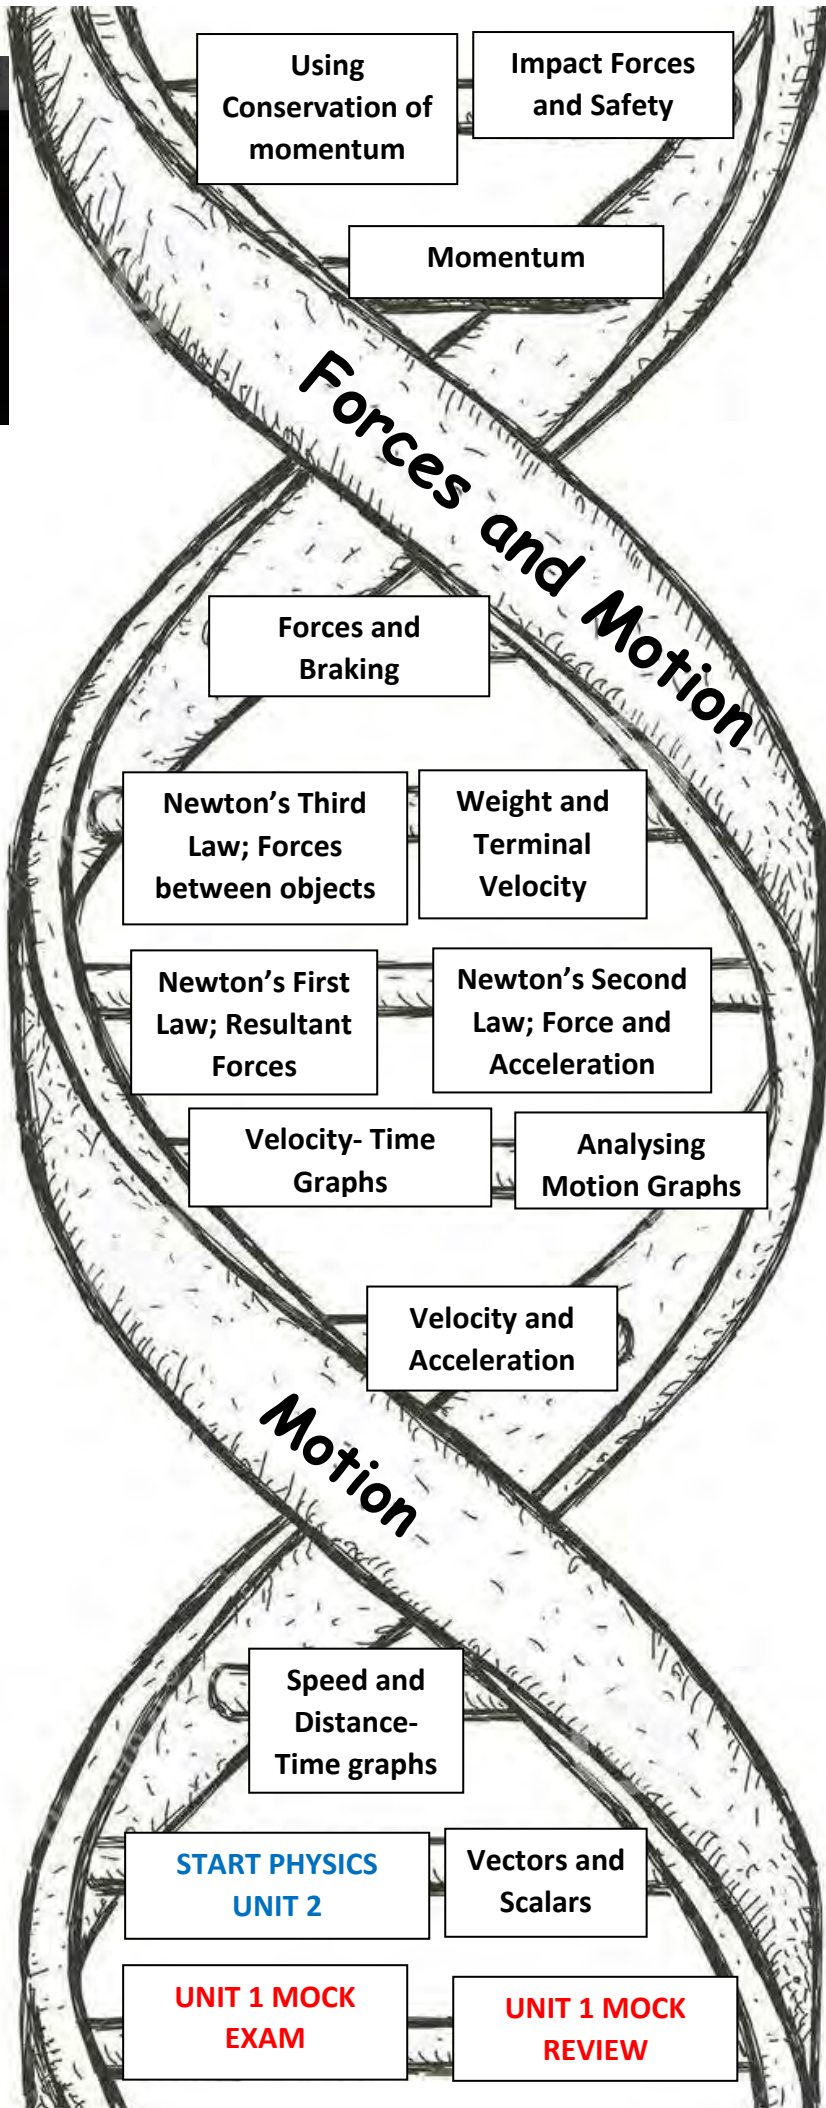 Using
Conservation of
momentum
Impact Forces
and Safety
Momentum
Forces and Motion
Forces and
Braking
Newton’s Third
Law; Forces
between objects
Weight and
Terminal
Velocity
Newton’s First
Law; Resultant
Forces
Newton’s Second
Law; Force and
Acceleration
Velocity- Time
Graphs
Analysing
Motion Graphs
Velocity and
Acceleration
Motion
Speed and
Distance-
Time graphs
START PHYSICS
UNIT 2
Vectors and
Scalars
UNIT 1 MOCK
EXAM
UNIT 1 MOCK
REVIEW